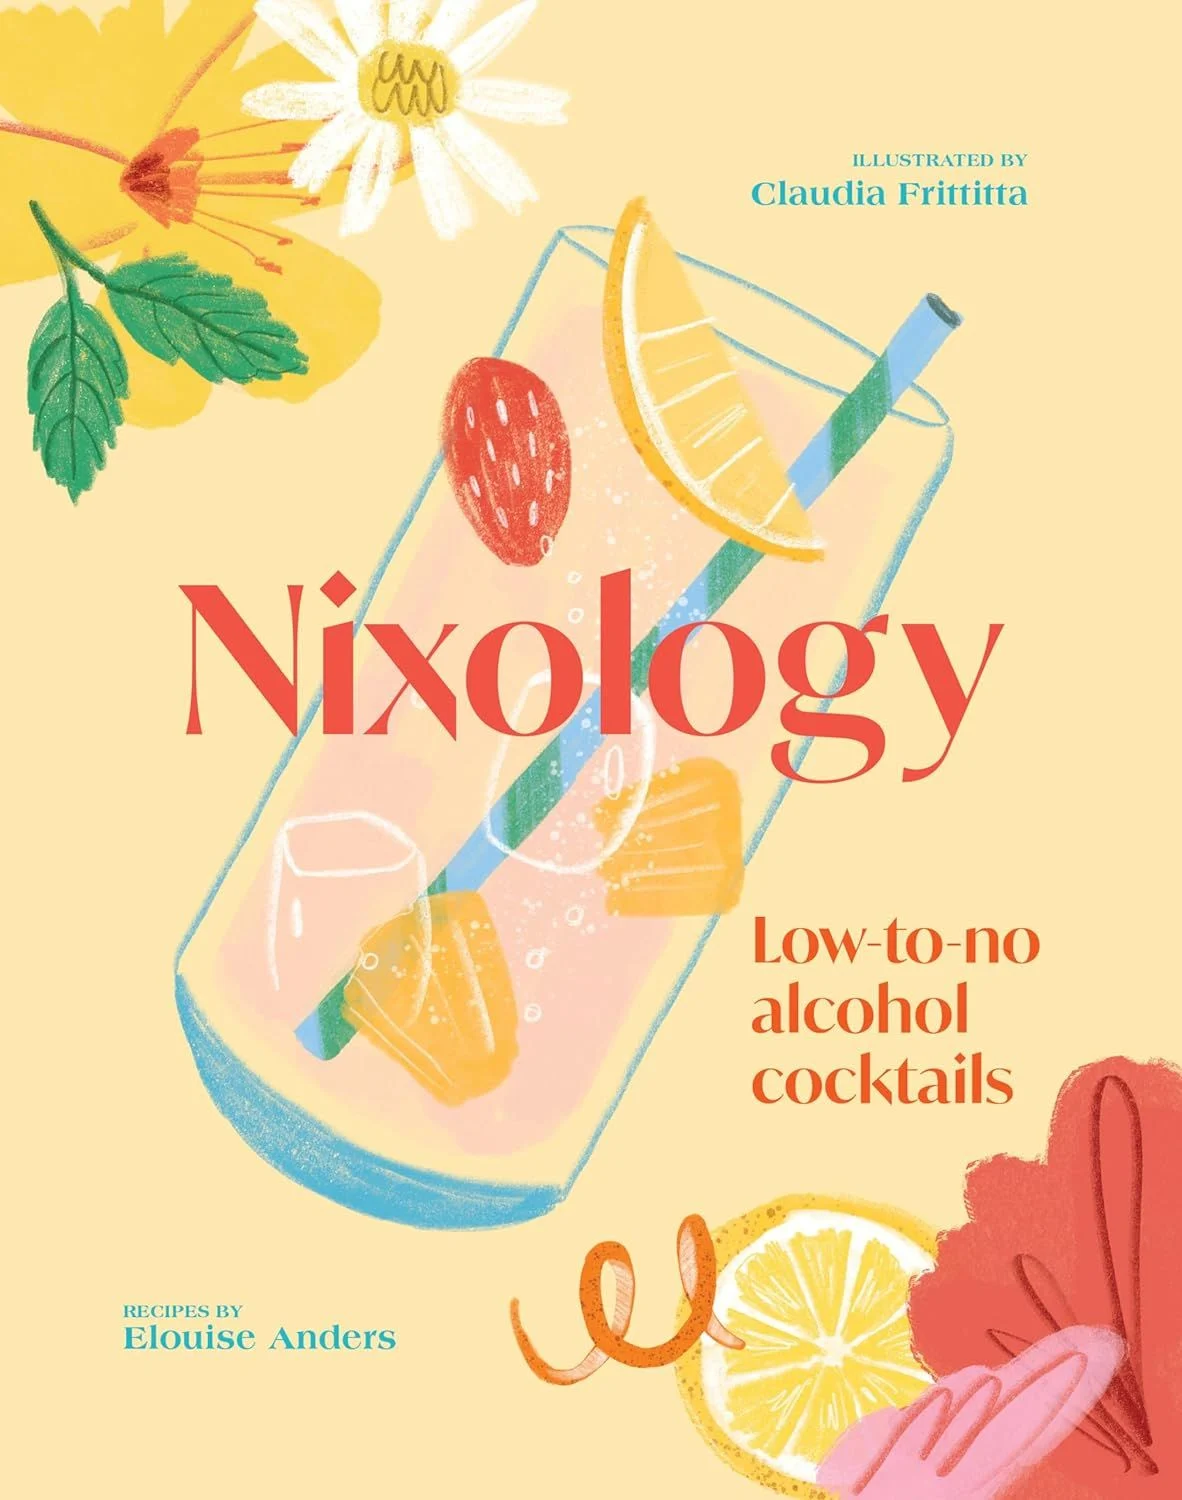 ILLUSTRATED BY
Claudia Frittitta
Nixology
Low-to-no
alcohol
cocktails
RECIPES BY
Elouise Anders